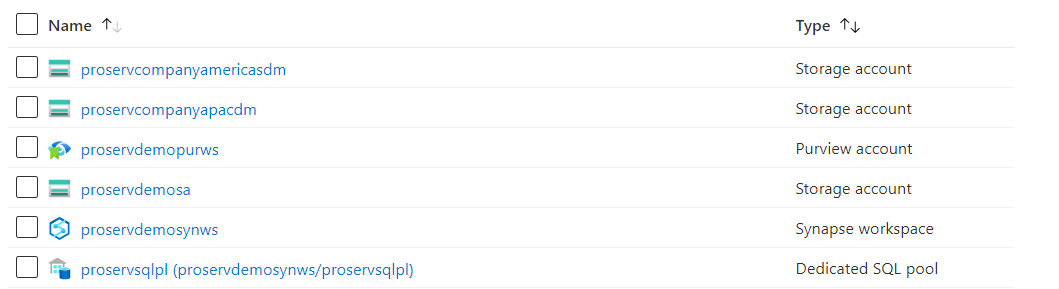 Name ↑↓ Type ↑↓
proservcompanyamericasdm Storage account
proservcompanyapacdm Storage account
proservdemopurws Purview account
proservdemosa Storage account
proservdemosynws Synapse workspace
proservsqlpl (proservdemosynws/proservsqlpl) Dedicated SQL pool